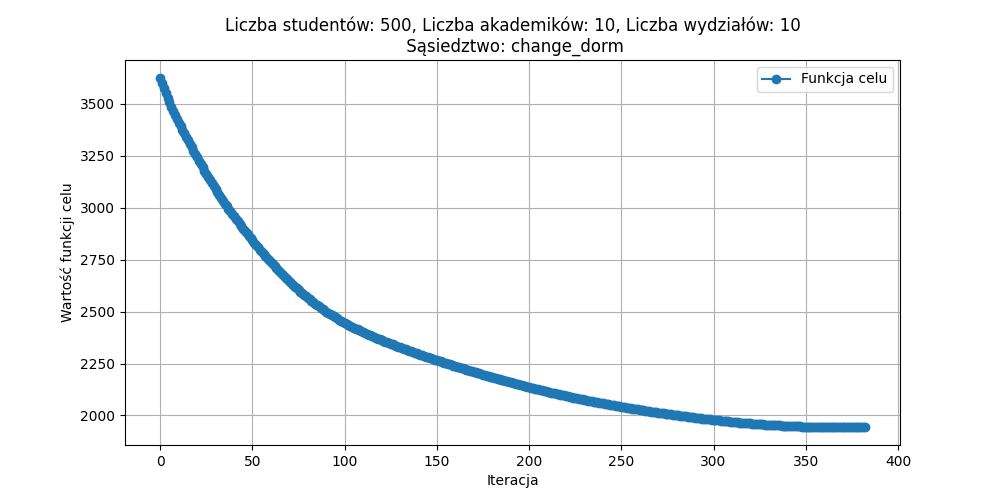 Liczba studentów: 500, Liczba akademików: 10, Liczba wydziałów: 10
Sąsiedztwo: change_dorm
Funkcja celu
Wartość funkcji celu
3500
3250
3000
2750
2500
2250
2000
0 50 100 150 200 250 300 350 400
Iteracja